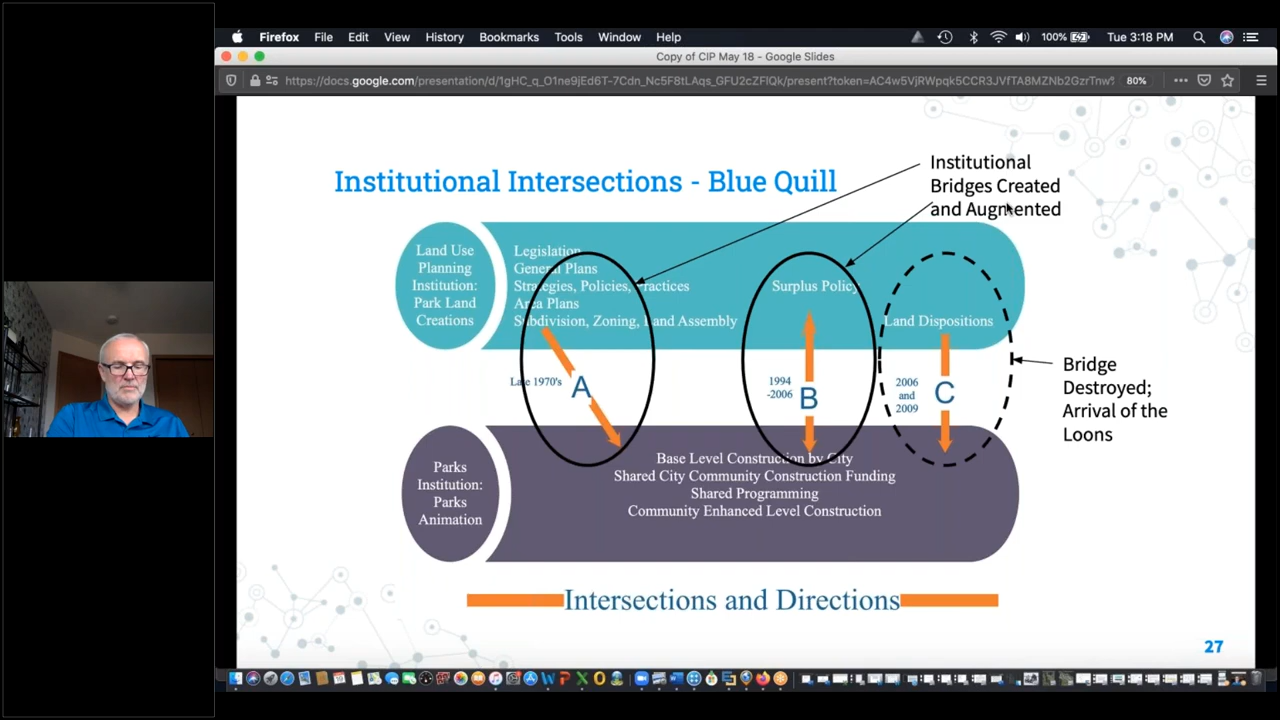 Firefox File Edit View History Bookmarks Tools Window Help 100% Tue 3:18 PM
Copy of CIP May 18 - Google Slides
80%
Institutional Intersections - Blue Quill
Institutional
Bridges Created
and Augmented
Land Use
Planning
Institution:
Park Land
Creations
Legislation
General Plans
Strategies, Policies, Practices
Area Plans
Subdivision, Zoning, Land Assembly
Surplus Policy
Land Dispositions
Late 1970's
A
1994
-2006
B
2006
and
2009
C
Bridge
Destroyed;
Arrival of the
Loons
Parks
Institution:
Parks
Animation
Base Level Construction by City
Shared City Community Construction Funding
Shared Programming
Community Enhanced Level Construction
Intersections and Directions
27